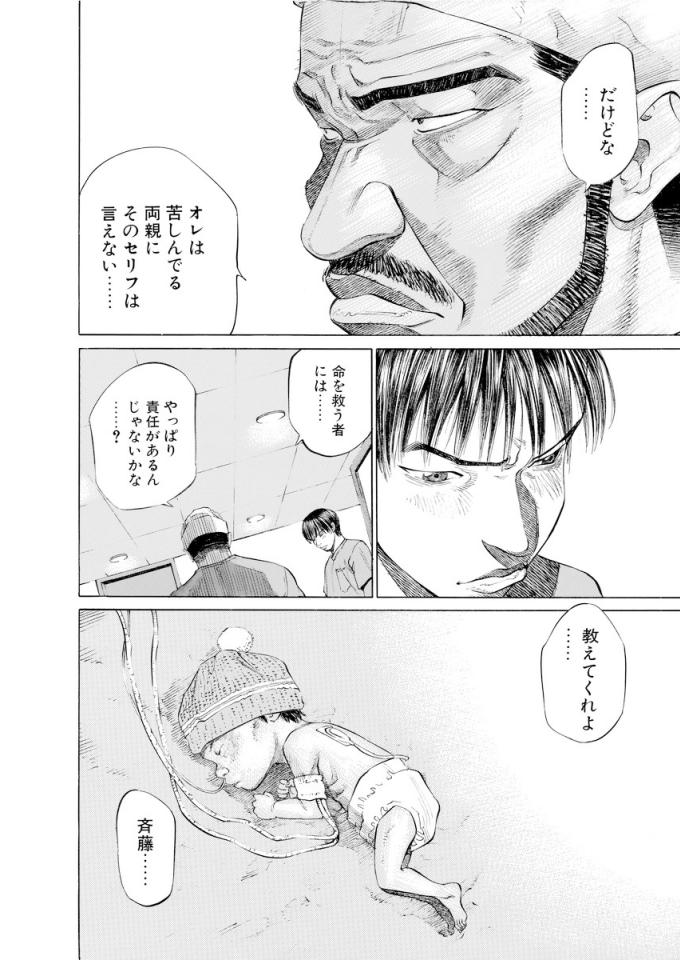 だけどな
……
オレは
苦しんでる
両親に
そのセリフは
言えない……
命を救う者
には……
やっぱり
責任があるん
じゃないかな
……？
教えてくれよ
……
斉藤……